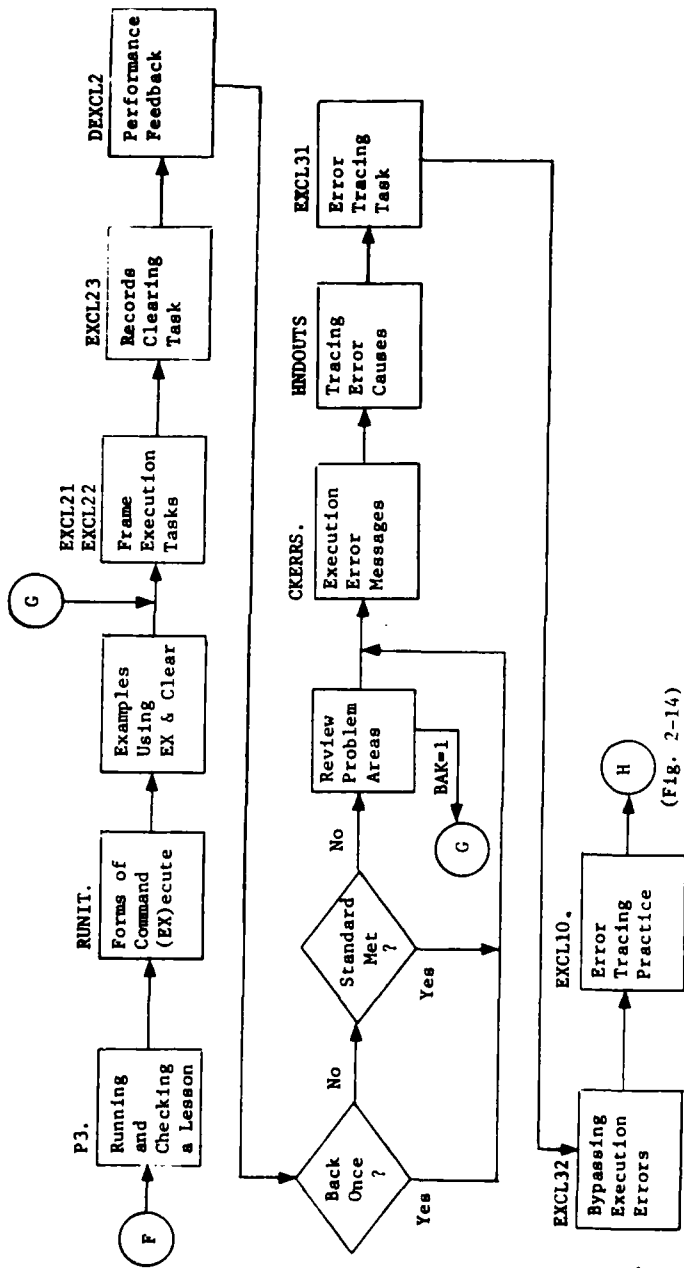 F
P3.
Running
and
Checking
a Lesson
RUNIT.
Forms of
Command
(EX)ecute
Examples
Using
EX & Clear
G
EXCL21
EXCL22
Frame
Execution
Tasks
EXCL23
Records
Clearing
Task
DEXCL2
Performance
Feedback
Back
Once
?
No
Yes
Standard
Met
?
No
Yes
Review
Problem
Areas
BAK=1
G
CKERRS.
Execution
Error
Messages
HNDOUTS
Tracing
Error
Causes
EXCL31
Error
Tracing
Task
EXCL32
Bypassing
Execution
Errors
EXCL10.
Error
Tracing
Practice
H
(Fig. 2-14)